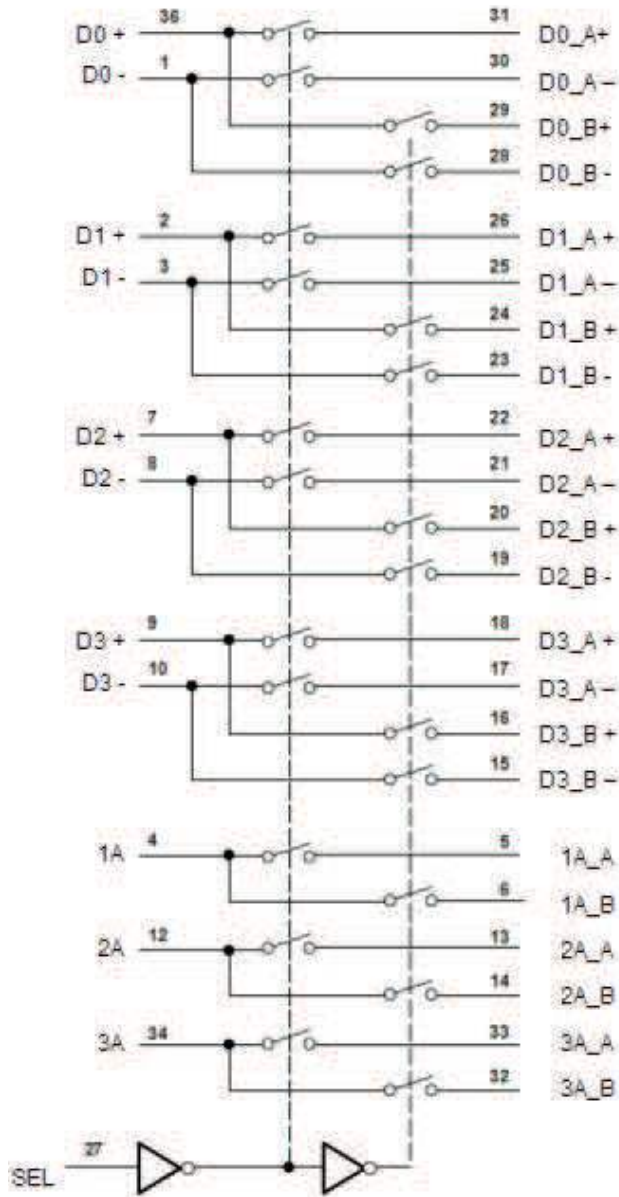 D0 + 36 31 D0_A+
D0 - 1 30 D0_A –
29 D0_B+
28 D0_B -
D1 + 2 26 D1_A +
D1 - 3 25 D1_A –
24 D1_B +
23 D1_B -
D2 + 7 22 D2_A +
D2 - 8 21 D2_A –
20 D2_B +
19 D2_B -
D3 + 9 18 D3_A +
D3 - 10 17 D3_A –
16 D3_B +
15 D3_B –
1A 4 5 1A_A
6 1A_B
2A 12 13 2A_A
14 2A_B
3A 34 33 3A_A
32 3A_B
SEL 27